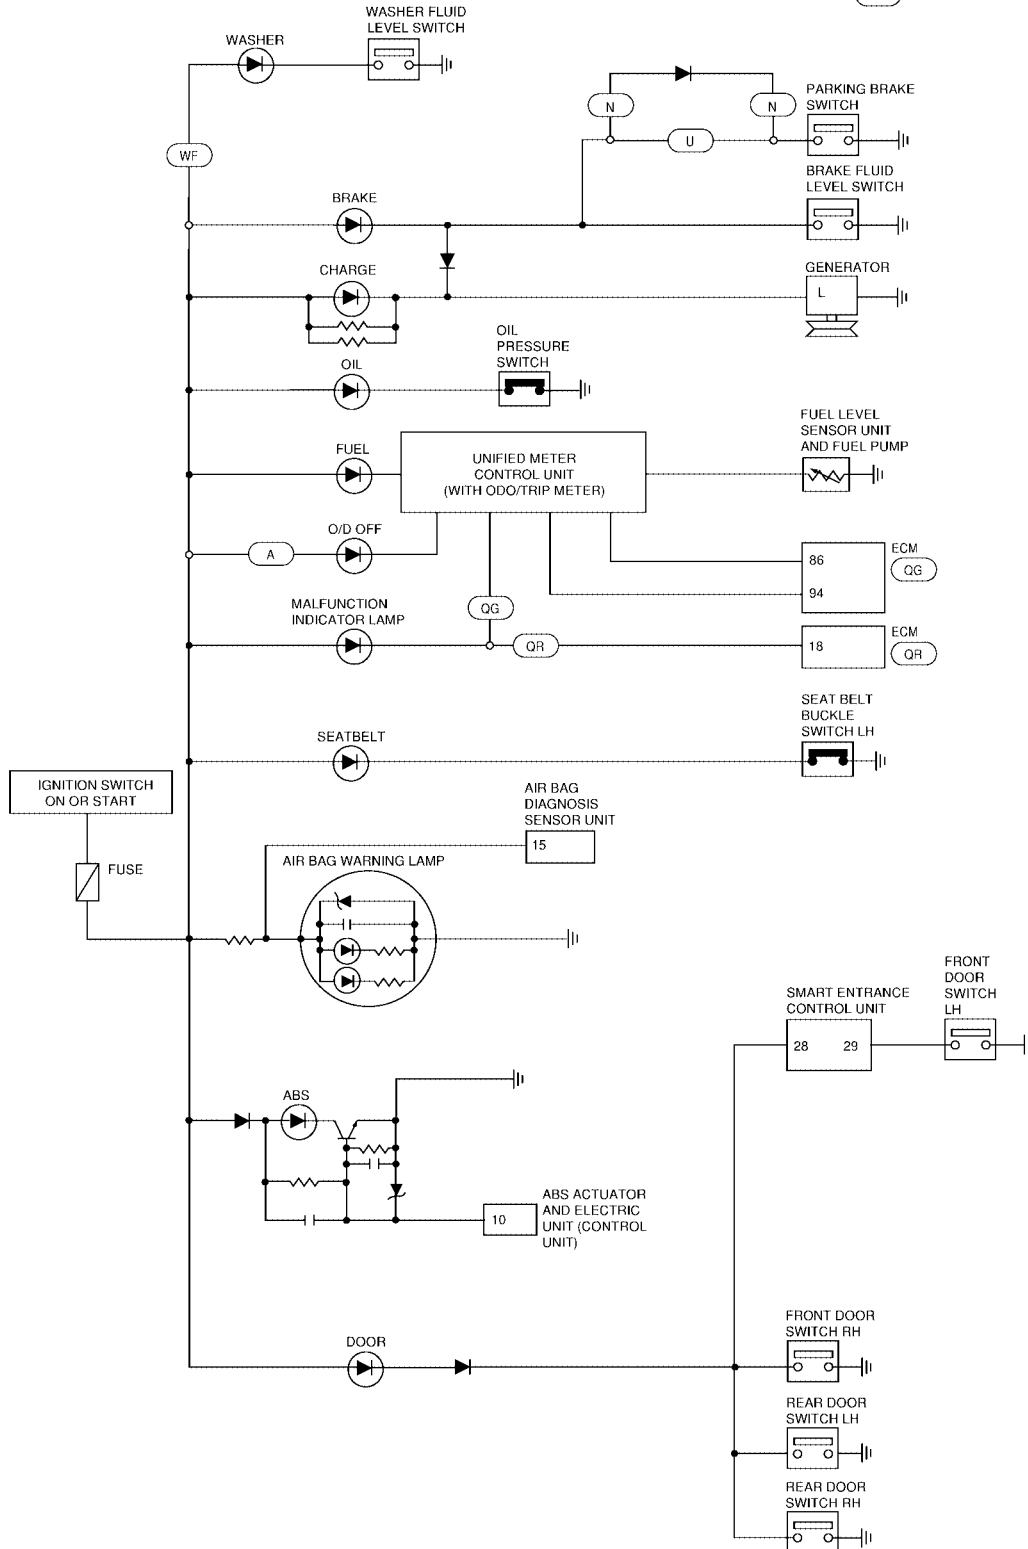 WASHER FLUID
LEVEL SWITCH
WASHER
N
N
PARKING BRAKE
SWITCH
U
WF
BRAKE FLUID
LEVEL SWITCH
BRAKE
CHARGE
GENERATOR
L
OIL
PRESSURE
SWITCH
OIL
FUEL LEVEL
SENSOR UNIT
AND FUEL PUMP
FUEL
UNIFIED METER
CONTROL UNIT
(WITH ODO/TRIP METER)
O/D OFF
A
86
94
ECM
QG
QG
MALFUNCTION
INDICATOR LAMP
QR
18
ECM
QR
SEAT BELT
BUCKLE
SWITCH LH
SEATBELT
IGNITION SWITCH
ON OR START
AIR BAG
DIAGNOSIS
SENSOR UNIT
15
FUSE
AIR BAG WARNING LAMP
FRONT
DOOR
SWITCH
LH
SMART ENTRANCE
CONTROL UNIT
28 29
ABS
10
ABS ACTUATOR
AND ELECTRIC
UNIT (CONTROL
UNIT)
FRONT DOOR
SWITCH RH
DOOR
REAR DOOR
SWITCH LH
REAR DOOR
SWITCH RH